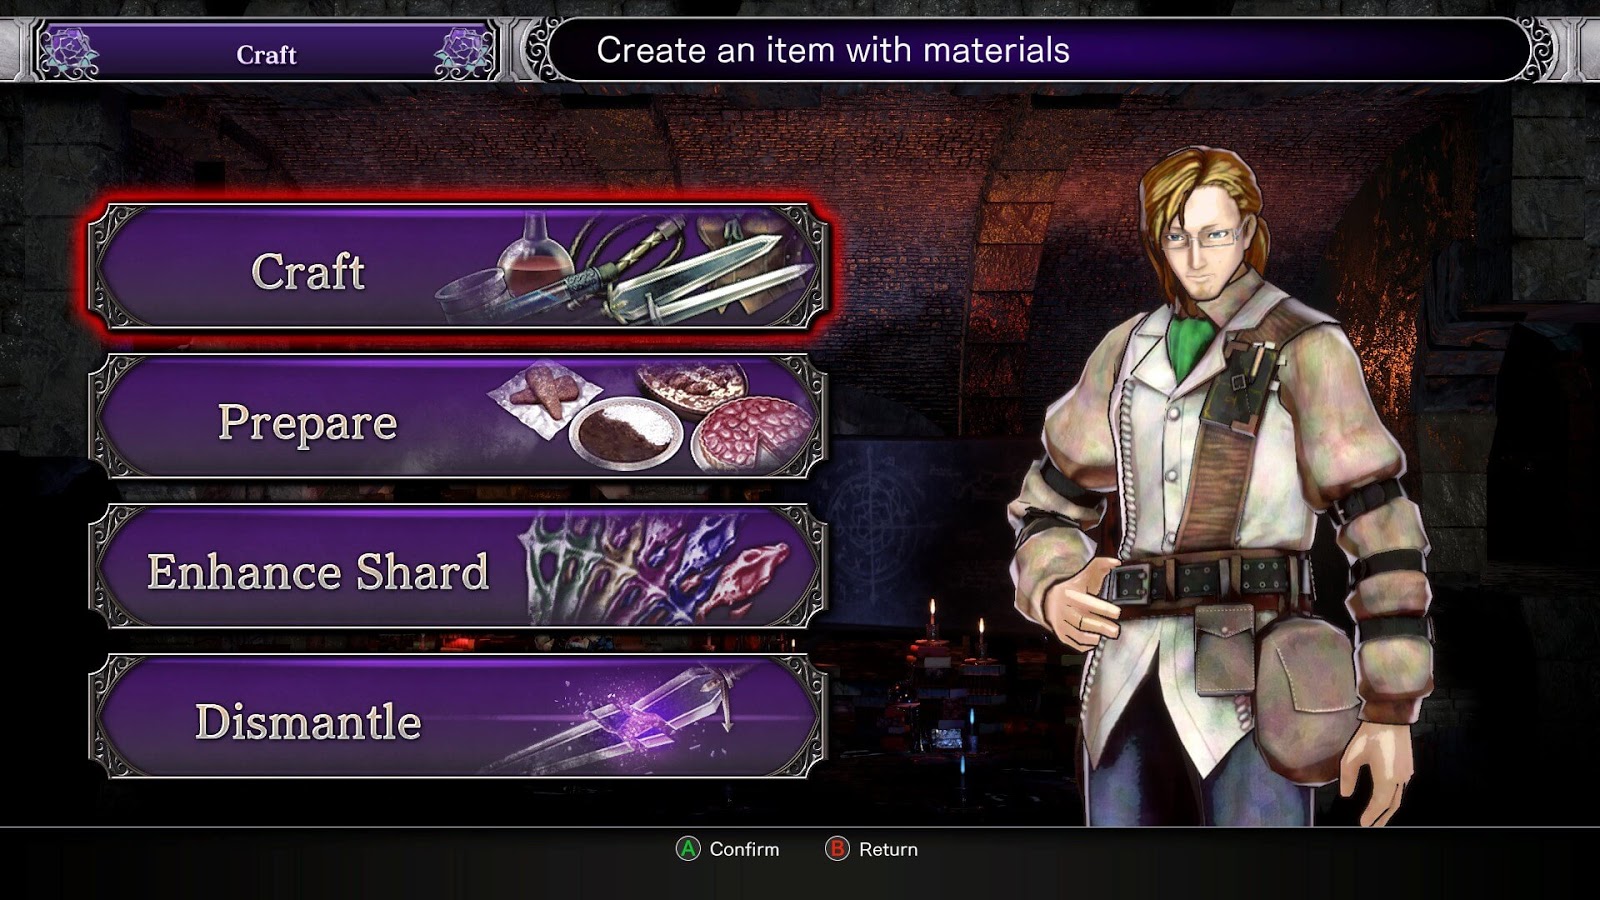 Craft
Create an item with materials
Craft
Prepare
Enhance Shard
Dismantle
A Confirm
B Return